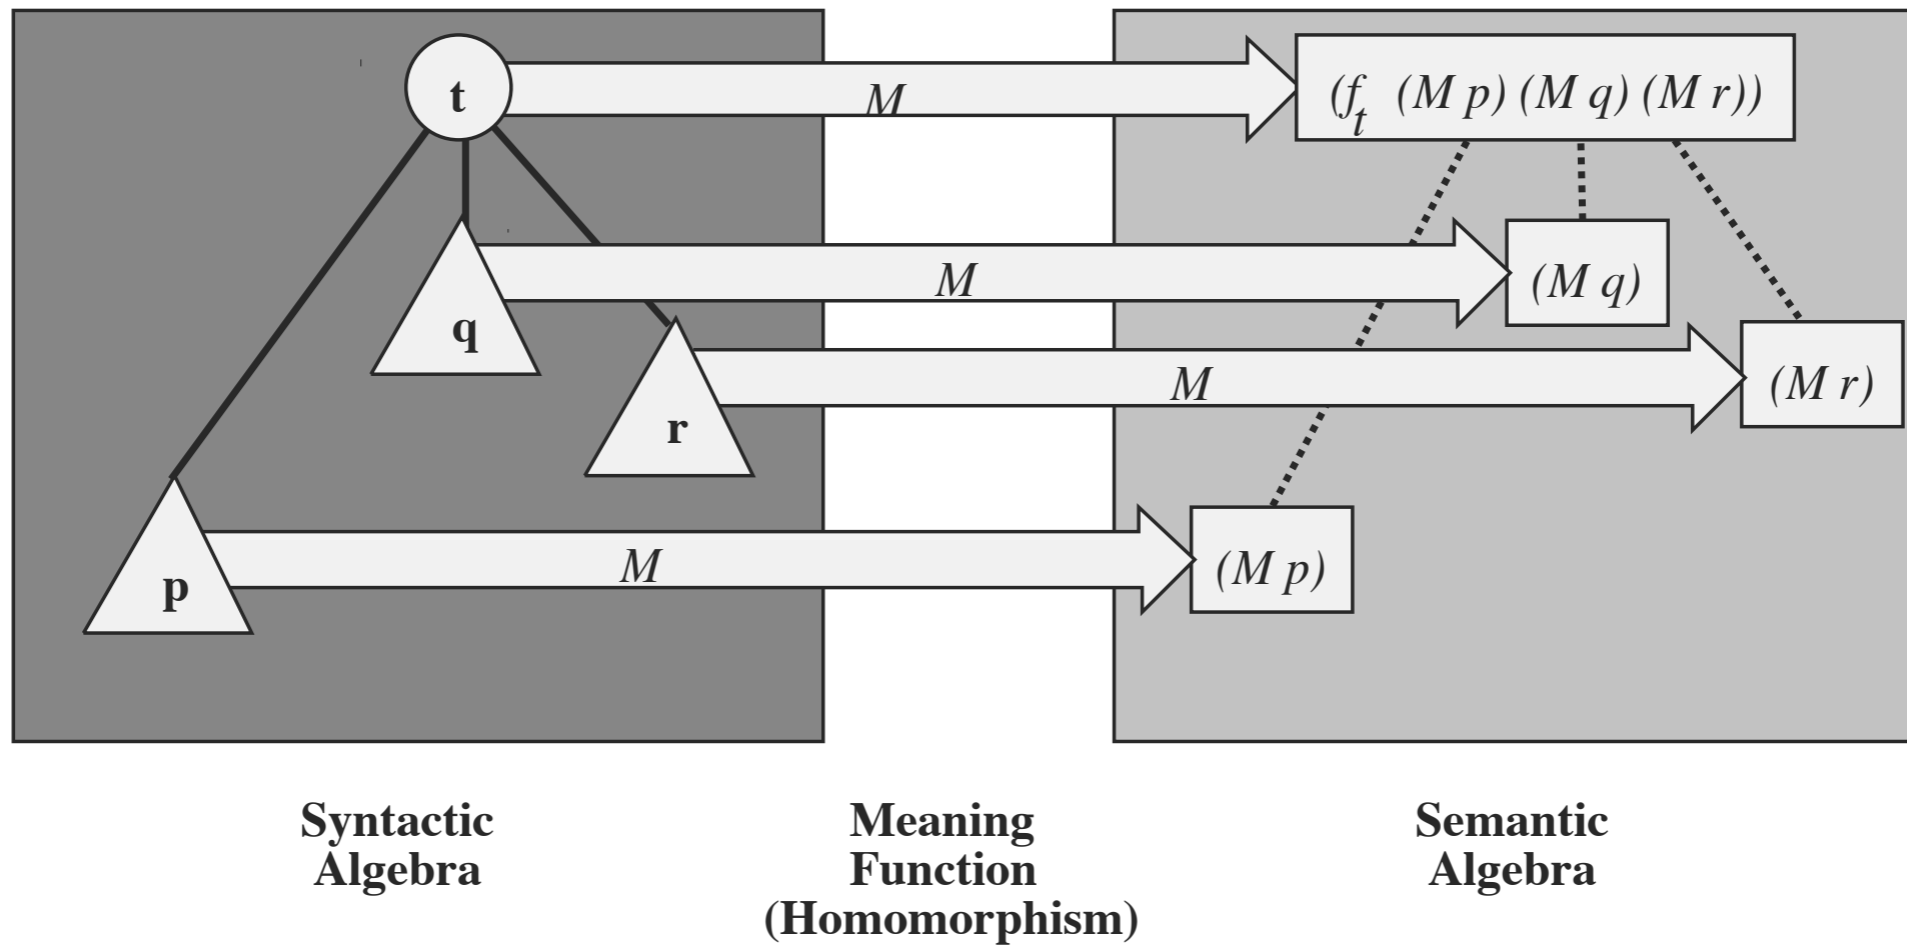 t
M
(f_t (M p) (M q) (M r))
q
M
(M q)
r
M
(M r)
p
M
(M p)
Syntactic
Algebra
Meaning
Function
(Homomorphism)
Semantic
Algebra